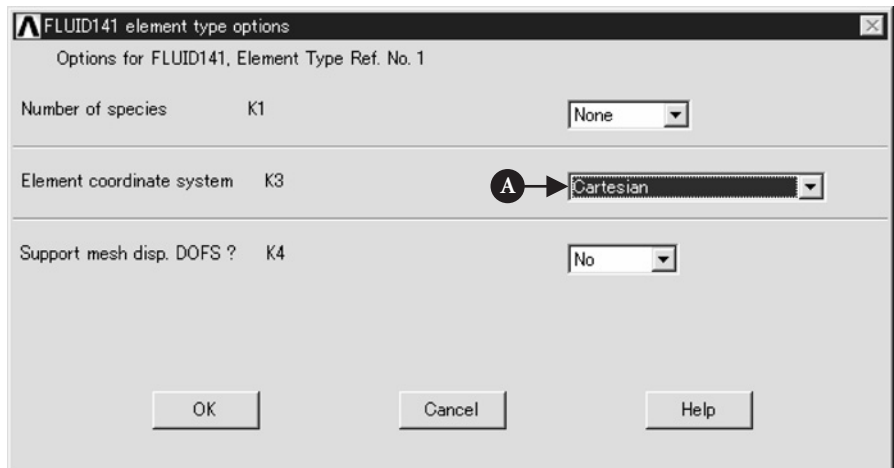 FLUID141 element type options
Options for FLUID141, Element Type Ref. No. 1
Number of species K1 None
Element coordinate system K3 A Cartesian
Support mesh disp. DOFS ? K4 No
OK Cancel Help